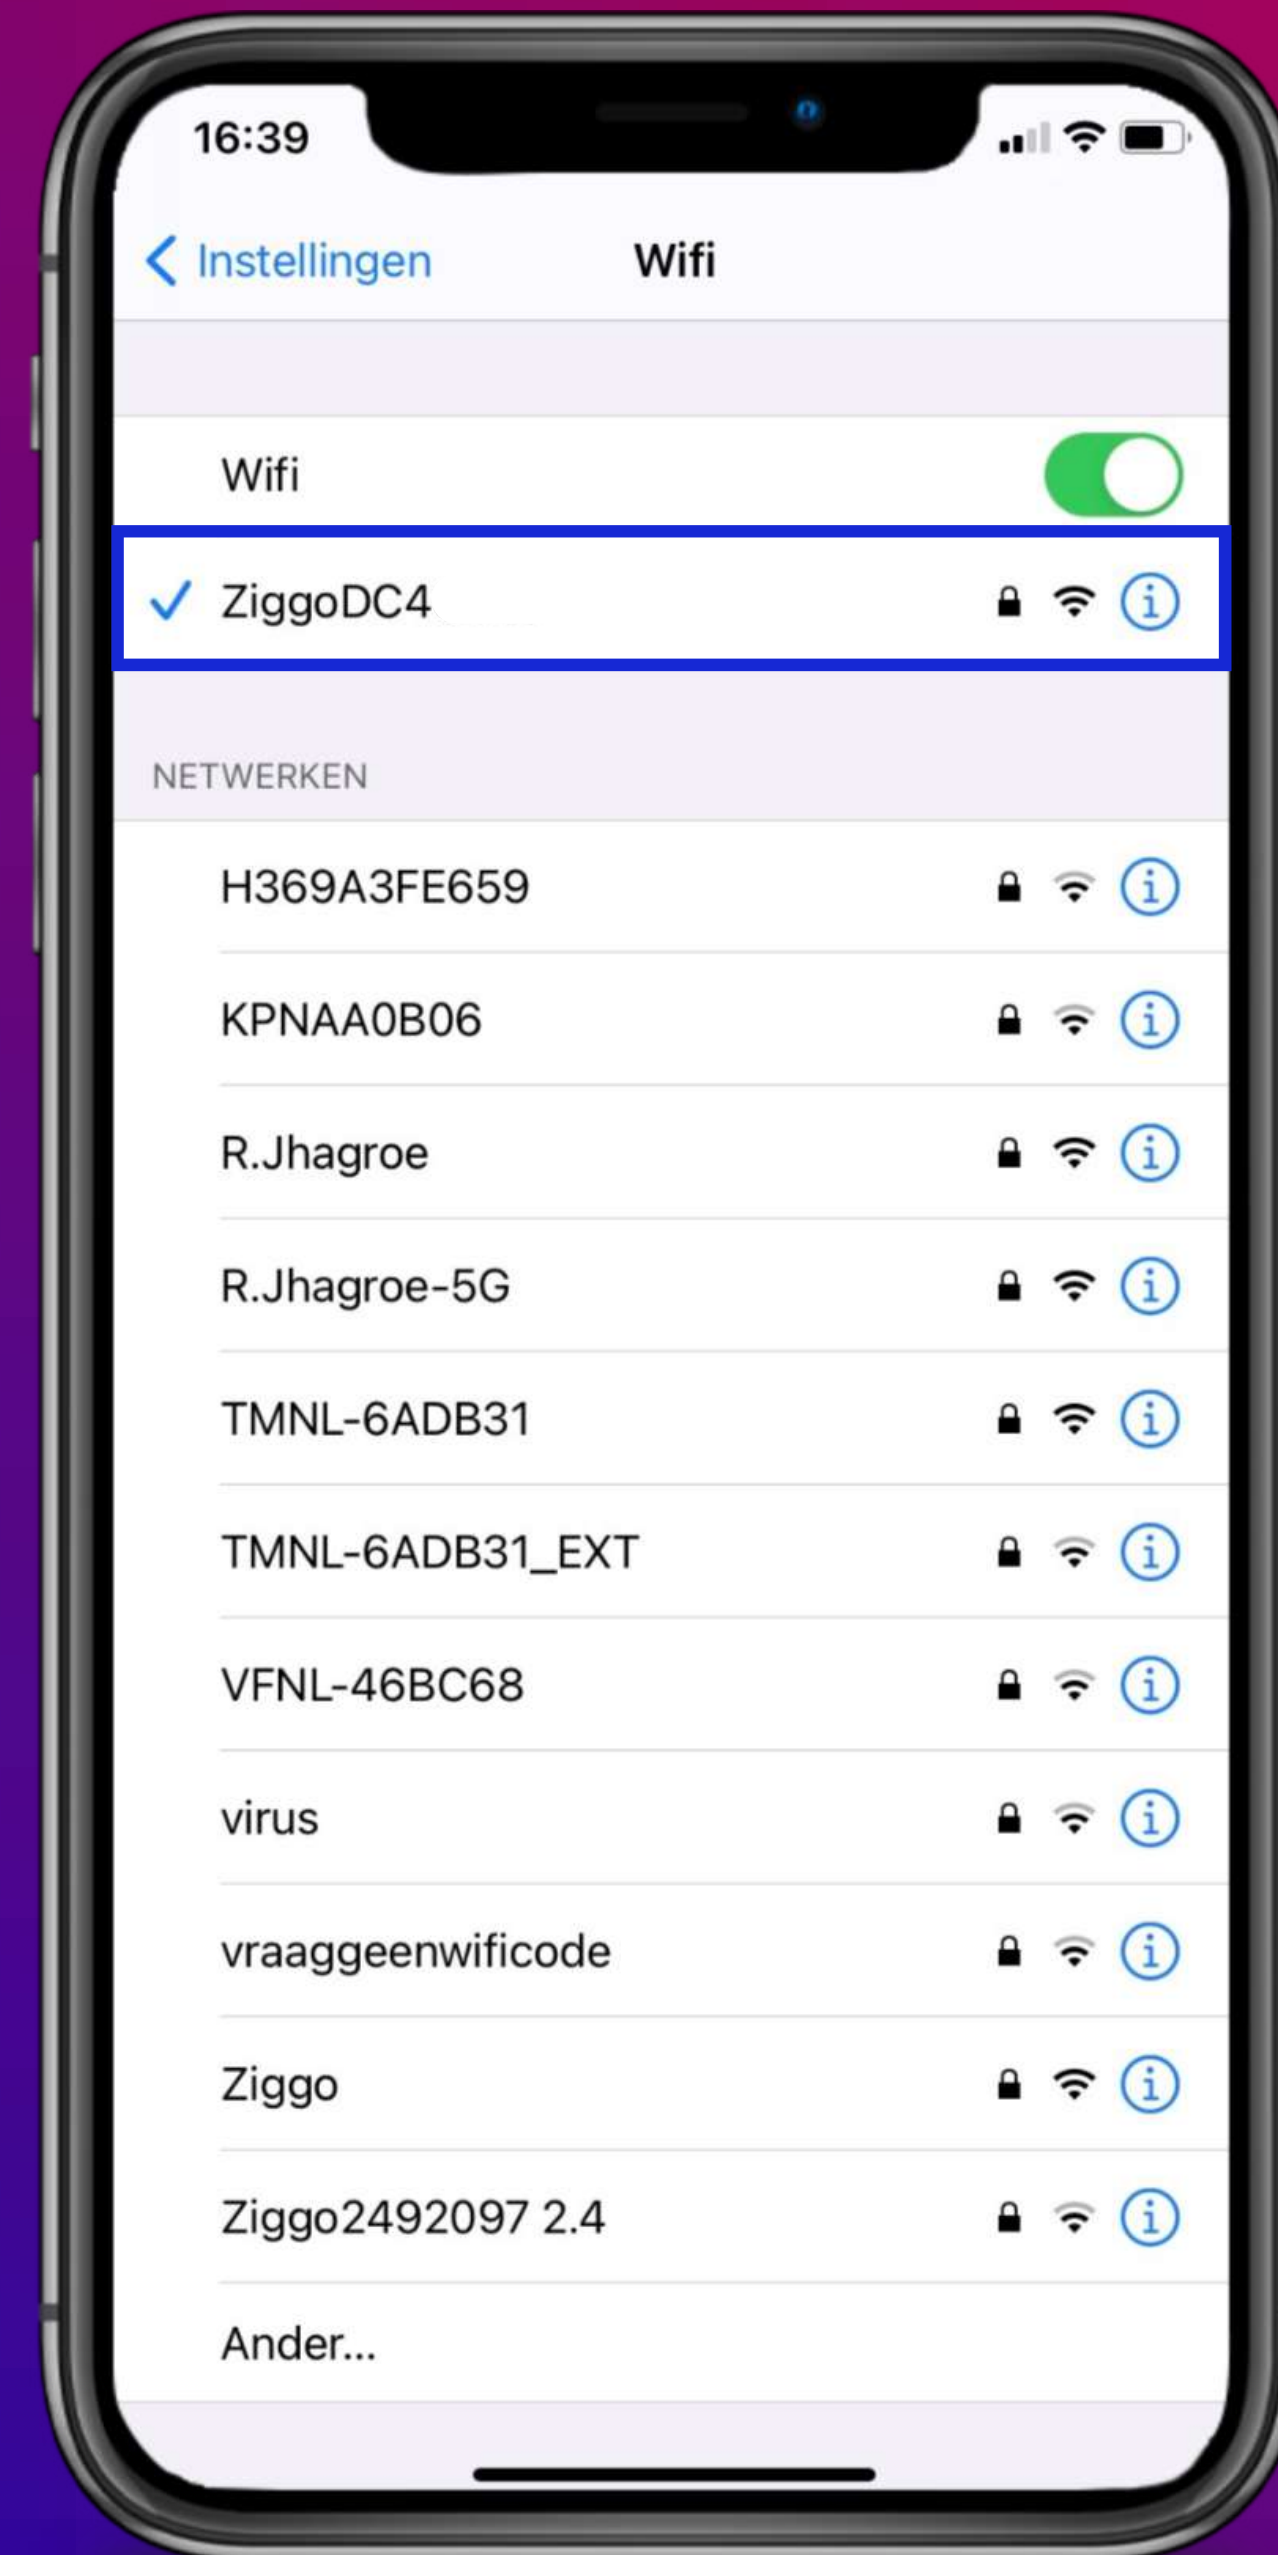 16:39
Instellingen
Wifi
Wifi
ZiggoDC4
NETWERKEN
H369A3FE659
KPNAA0B06
R.Jhagroe
R.Jhagroe-5G
TMNL-6ADB31
TMNL-6ADB31_EXT
VFNL-46BC68
virus
vraaggeenwificode
Ziggo
Ziggo2492097 2.4
Ander...